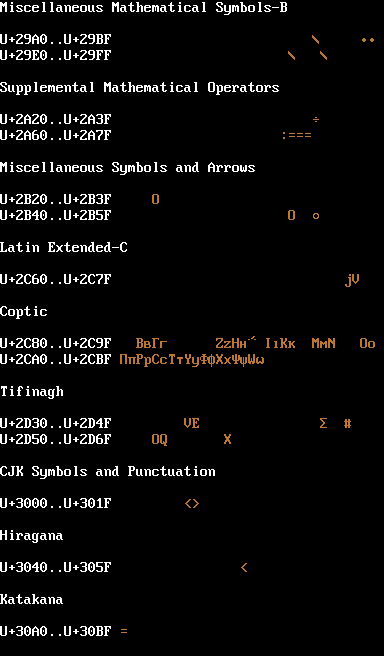 Miscellaneous Mathematical Symbols-B
U+29A0..U+29BF \ ••
U+29E0..U+29FF \ \
Supplemental Mathematical Operators
U+2A20..U+2A3F ÷
U+2A60..U+2A7F :===
Miscellaneous Symbols and Arrows
U+2B20..U+2B3F O
U+2B40..U+2B5F O o
Latin Extended-C
U+2C60..U+2C7F jV
Coptic
U+2C80..U+2C9F ВвГг ZzHн IıKк MмN Oo
U+2CA0..U+2CBF ПпPpCcTтYyΦϕXxΨψWω
Tifinagh
U+2D30..U+2D4F VE Σ #
U+2D50..U+2D6F OQ X
CJK Symbols and Punctuation
U+3000..U+301F <>
Hiragana
U+3040..U+305F <
Katakana
U+30A0..U+30BF =